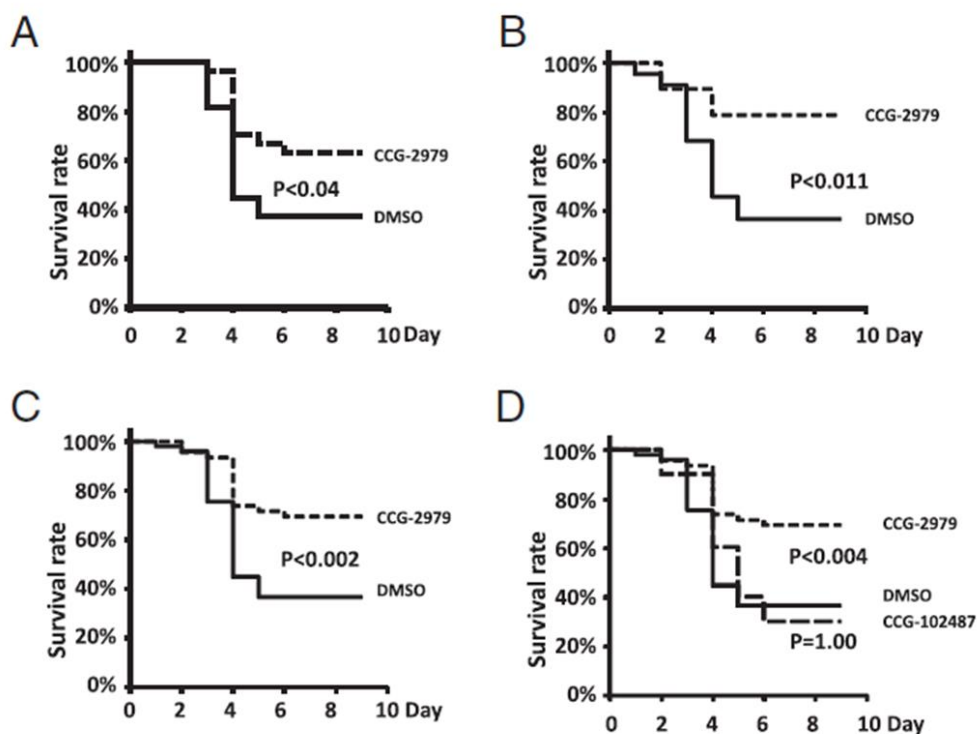 A
Survival rate
100%
80%
60%
40%
20%
0%
CCG-2979
P<0.04
DMSO
0 2 4 6 8 10 Day
B
Survival rate
100%
80%
60%
40%
20%
0%
CCG-2979
P<0.011
DMSO
0 2 4 6 8 10 Day
C
Survival rate
100%
80%
60%
40%
20%
0%
CCG-2979
P<0.002
DMSO
0 2 4 6 8 10 Day
D
Survival rate
100%
80%
60%
40%
20%
0%
CCG-2979
P<0.004
DMSO
CCG-102487
P=1.00
0 2 4 6 8 10 Day